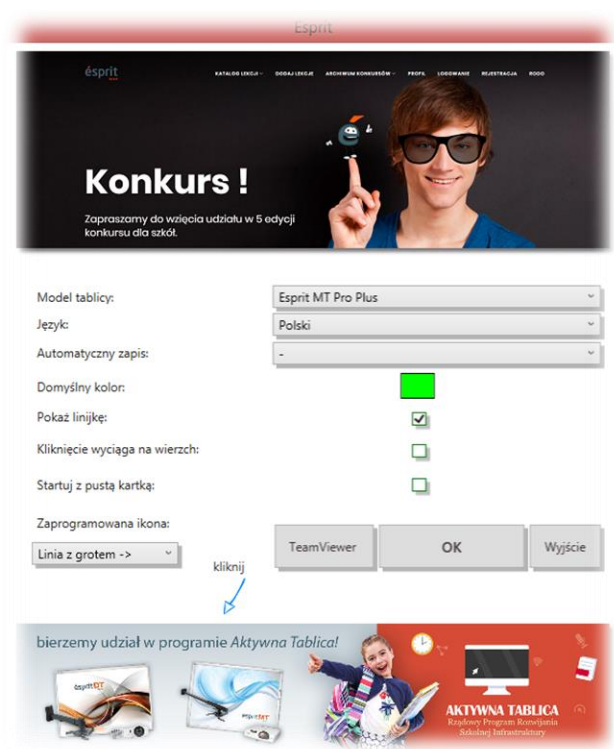 Esprit
ésprit
KATALOG LEKCJI
DODAJ LEKCJE
ARCHIWUM KONKURSÓW
PROFIL
LOGOWANIE
REJESTRACJA
RODO
Konkurs !
Zapraszamy do wzięcia udziału w 5 edycji
konkursu dla szkół.
Model tablicy:
Esprit MT Pro Plus
Język:
Polski
Automatyczny zapis:
-
Domyślny kolor:
Pokaż linijkę:
Kliknięcie wyciąga na wierzch:
Startuj z pustą kartką:
Zaprogramowana ikona:
Linia z grotem ->
TeamViewer
OK
Wyjście
kliknij
bierzemy udział w programie Aktywna Tablica!
esprit DT
esprit MT
AKTYWNA TABLICA
Rządowy Program Rozwijania
Szkolnej Infrastruktury